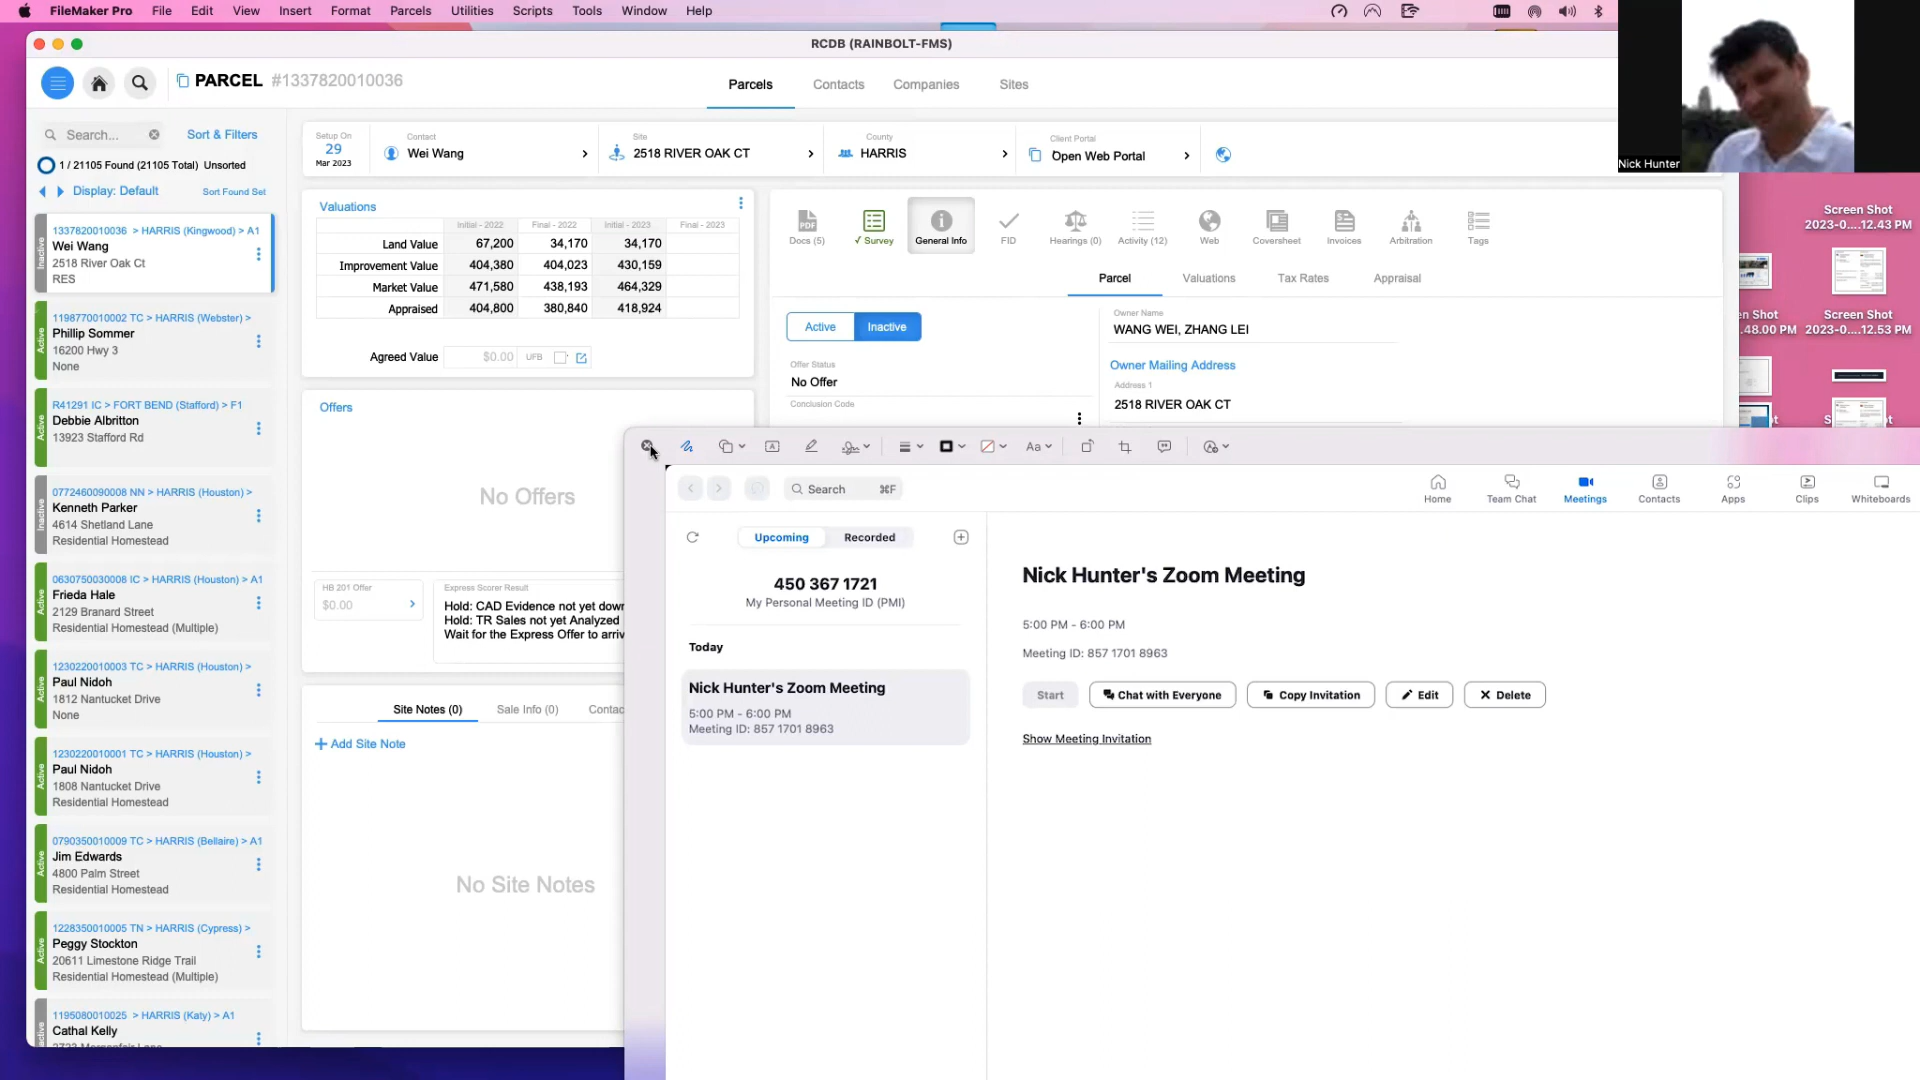 FileMaker Pro File Edit View Insert Format Parcels Utilities Scripts Tools Window Help
RCDB (RAINBOLT-FMS)
PARCEL #1337820010036
Parcels Contacts Companies Sites
Search...
Sort & Filters
1 / 21105 Found (21105 Total) Unsorted
Display: Default
Sort Found Set
Inactive
1337820010036 > HARRIS (Kingwood) > A1
Wei Wang
2518 River Oak Ct
RES
Active
1198770010002 TC > HARRIS (Webster) >
Phillip Sommer
16200 Hwy 3
None
Active
R41291 IC > FORT BEND (Stafford) > F1
Debbie Albritton
13923 Stafford Rd
Inactive
0772460090008 NN > HARRIS (Houston) >
Kenneth Parker
4614 Shetland Lane
Residential Homestead
Active
0630750030008 IC > HARRIS (Houston) > A1
Frieda Hale
2129 Branard Street
Residential Homestead (Multiple)
Active
1230220010003 TC > HARRIS (Houston) >
Paul Nidoh
1812 Nantucket Drive
None
Active
1230220010001 TC > HARRIS (Houston) >
Paul Nidoh
1808 Nantucket Drive
Residential Homestead
Active
0790350010009 TC > HARRIS (Bellaire) > A1
Jim Edwards
4800 Palm Street
Residential Homestead
Active
1228350010005 TN > HARRIS (Cypress) >
Peggy Stockton
20611 Limestone Ridge Trail
Residential Homestead (Multiple)
1195080010025 > HARRIS (Katy) > A1
Cathal Kelly
Setup On
29
Mar 2023
Contact
Wei Wang
Site
2518 RIVER OAK CT
County
HARRIS
Client Portal
Open Web Portal
Valuations
Initial - 2022 Final - 2022 Initial - 2023 Final - 2023
Land Value 67,200 34,170 34,170
Improvement Value 404,380 404,023 430,159
Market Value 471,580 438,193 464,329
Appraised 404,800 380,840 418,924
Agreed Value $0.00 UFB
Offers
No Offers
HB 201 Offer
$0.00
Express Scorer Result
Hold: CAD Evidence not yet dow
Hold: TR Sales not yet Analyzed
Wait for the Express Offer to arriv
Site Notes (0) Sale Info (0) Contac
Add Site Note
No Site Notes
Docs (5) ✓ Survey General Info FID Hearings (0) Activity (12) Web Coversheet Invoices Arbitration Tags
Parcel Valuations Tax Rates Appraisal
Active Inactive
Offer Status
No Offer
Conclusion Code
Owner Name
WANG WEI, ZHANG LEI
Owner Mailing Address
Address 1
2518 RIVER OAK CT
Aa
Search ⌘F
Home Team Chat Meetings Contacts Apps Clips Whiteboards
Upcoming Recorded
450 367 1721
My Personal Meeting ID (PMI)
Today
Nick Hunter's Zoom Meeting
5:00 PM - 6:00 PM
Meeting ID: 857 1701 8963
Nick Hunter's Zoom Meeting
5:00 PM - 6:00 PM
Meeting ID: 857 1701 8963
Start Chat with Everyone Copy Invitation Edit Delete
Show Meeting Invitation
Nick Hunter
Screen Shot
2023-0....12.43 PM
en Shot
.48.00 PM
Screen Shot
2023-0....12.53 PM